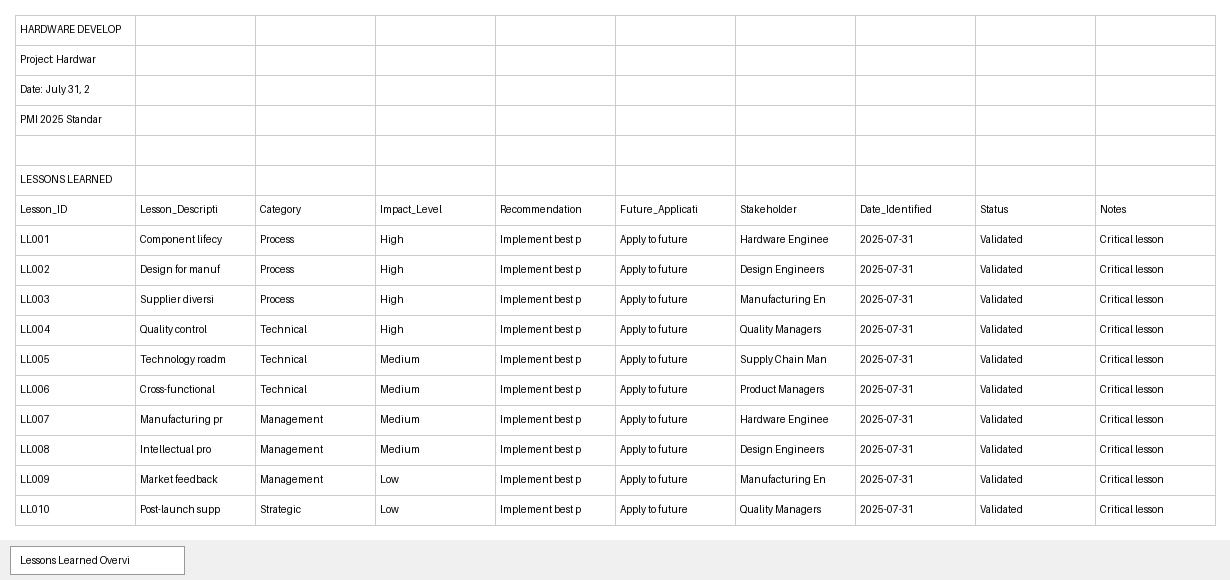 HARDWARE DEVELOP
Project: Hardwar
Date: July 31, 2
PMI 2025 Standar
LESSONS LEARNED
Lesson_ID Lesson_Descripti Category Impact_Level Recommendation Future_Applicati Stakeholder Date_Identified Status Notes
LL001 Component lifecy Process High Implement best p Apply to future Hardware Enginee 2025-07-31 Validated Critical lesson
LL002 Design for manuf Process High Implement best p Apply to future Design Engineers 2025-07-31 Validated Critical lesson
LL003 Supplier diversi Process High Implement best p Apply to future Manufacturing En 2025-07-31 Validated Critical lesson
LL004 Quality control Technical High Implement best p Apply to future Quality Managers 2025-07-31 Validated Critical lesson
LL005 Technology roadm Technical Medium Implement best p Apply to future Supply Chain Man 2025-07-31 Validated Critical lesson
LL006 Cross-functional Technical Medium Implement best p Apply to future Product Managers 2025-07-31 Validated Critical lesson
LL007 Manufacturing pr Management Medium Implement best p Apply to future Hardware Enginee 2025-07-31 Validated Critical lesson
LL008 Intellectual pro Management Medium Implement best p Apply to future Design Engineers 2025-07-31 Validated Critical lesson
LL009 Market feedback Management Low Implement best p Apply to future Manufacturing En 2025-07-31 Validated Critical lesson
LL010 Post-launch supp Strategic Low Implement best p Apply to future Quality Managers 2025-07-31 Validated Critical lesson
Lessons Learned Overvi